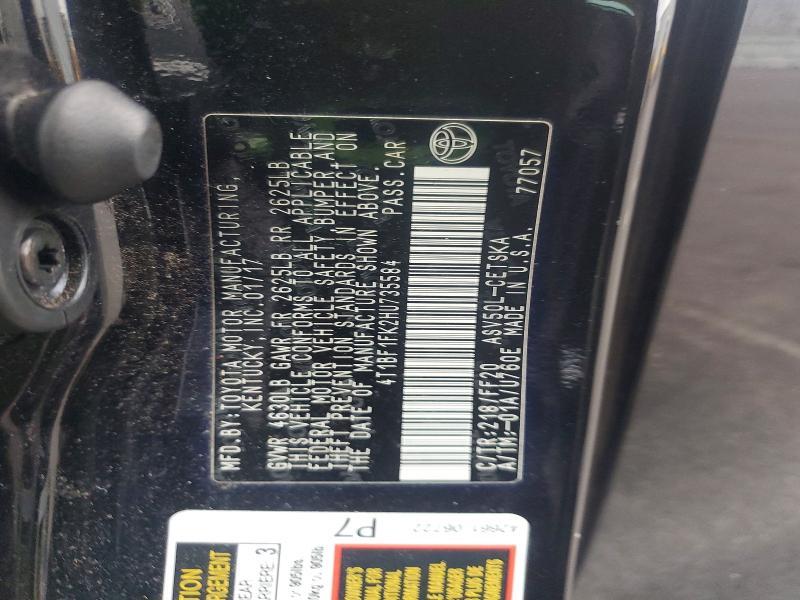 MFD.BY:TOYOTA MOTOR MANUFACTURING,
KENTUCKY, INC.01/17
GVWR 4630LB GAWR FR 2625LB RR 2625LB
THIS VEHICLE CONFORMS TO ALL APPLICABLE
FEDERAL MOTOR VEHICLE SAFETY, BUMPER, AND
THEFT PREVENTION STANDARDS IN EFFECT ON
THE DATE OF MANUFACTURE SHOWN ABOVE.
4T1BF1FK2HU735584 PASS.CAR
C/TR:218/FF20 ASV50L-CETSKA
A/TM:-01A/U760E MADE IN U.S.A. 77057
P7
3